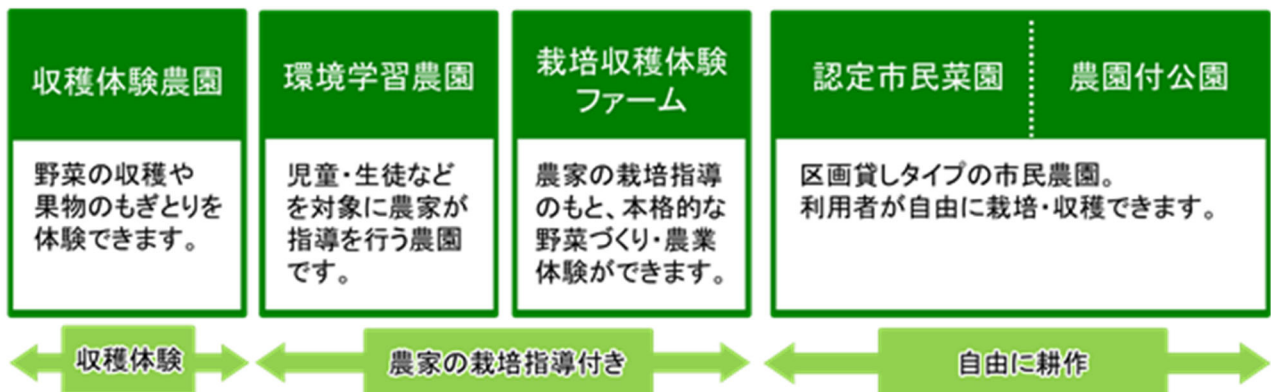 収穫体験農園
野菜の収穫や
果物のもぎとりを
体験できます。
環境学習農園
児童・生徒など
を対象に農家が
指導を行う農園
です。
栽培収穫体験
ファーム
農家の栽培指導
のもと、本格的な
野菜づくり・農業
体験ができます。
認定市民菜園
農園付公園
区画貸しタイプの市民農園。
利用者が自由に栽培・収穫できます。
収穫体験
農家の栽培指導付き
自由に耕作